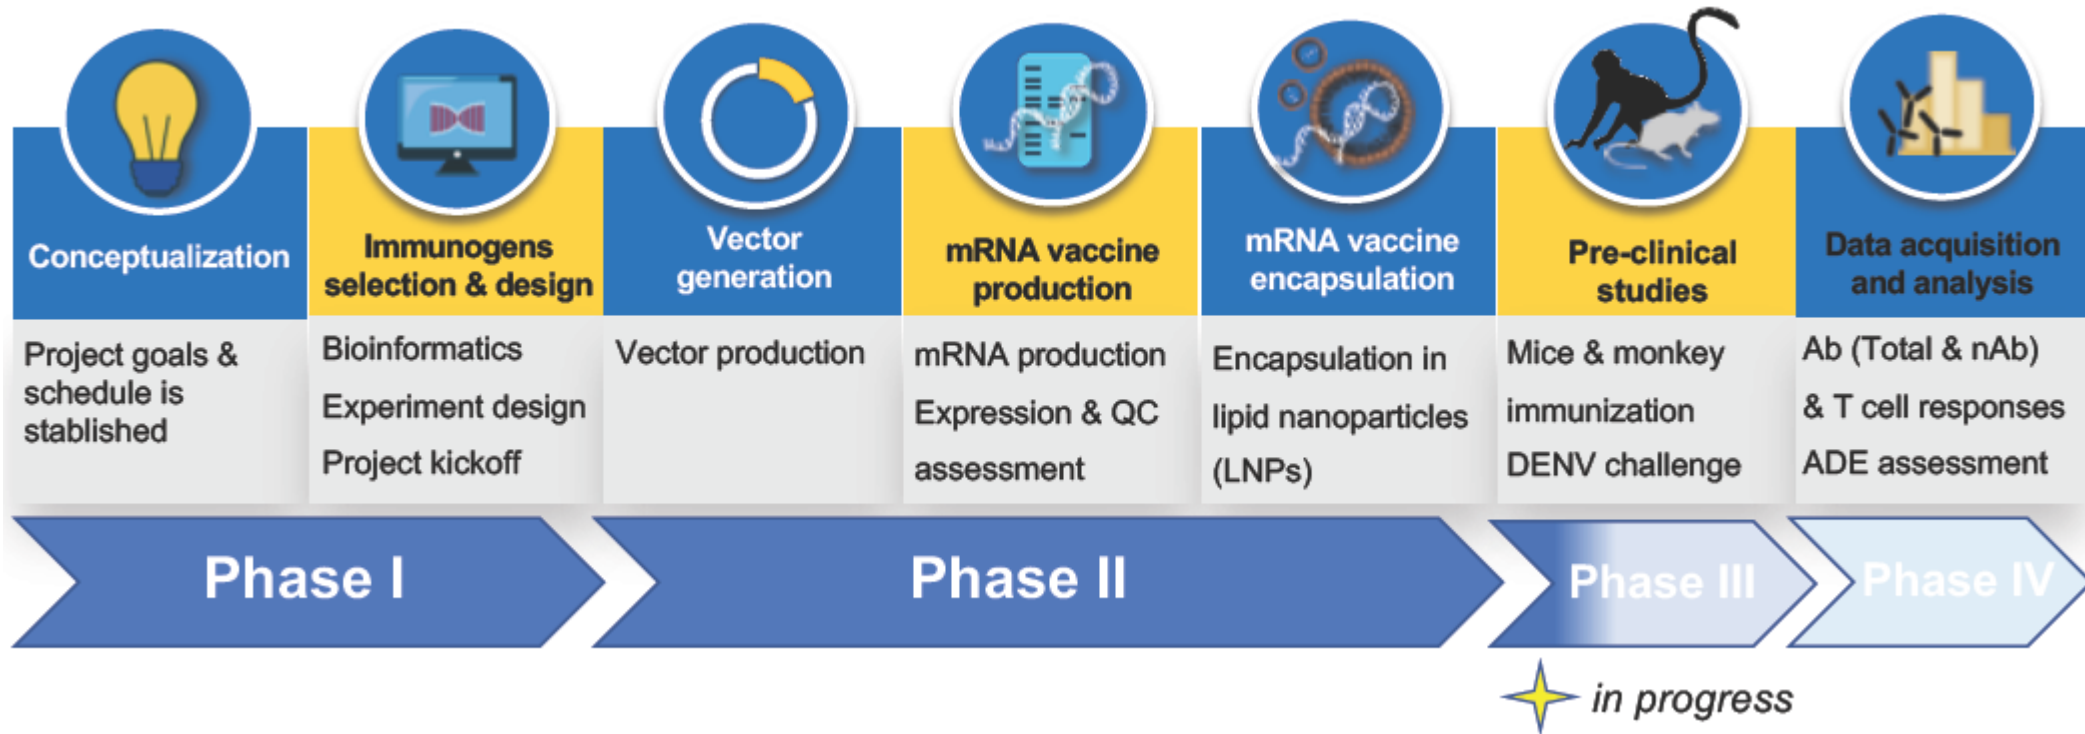 Conceptualization
Project goals &
schedule is
stablished
Immunogens
selection & design
Bioinformatics
Experiment design
Project kickoff
Vector
generation
Vector production
mRNA vaccine
production
mRNA production
Expression & QC
assessment
mRNA vaccine
encapsulation
Encapsulation in
lipid nanoparticles
(LNPs)
Pre-clinical
studies
Mice & monkey
immunization
DENV challenge
Data acquisition
and analysis
Ab (Total & nAb)
& T cell responses
ADE assessment
Phase I
Phase II
Phase III
Phase IV
in progress